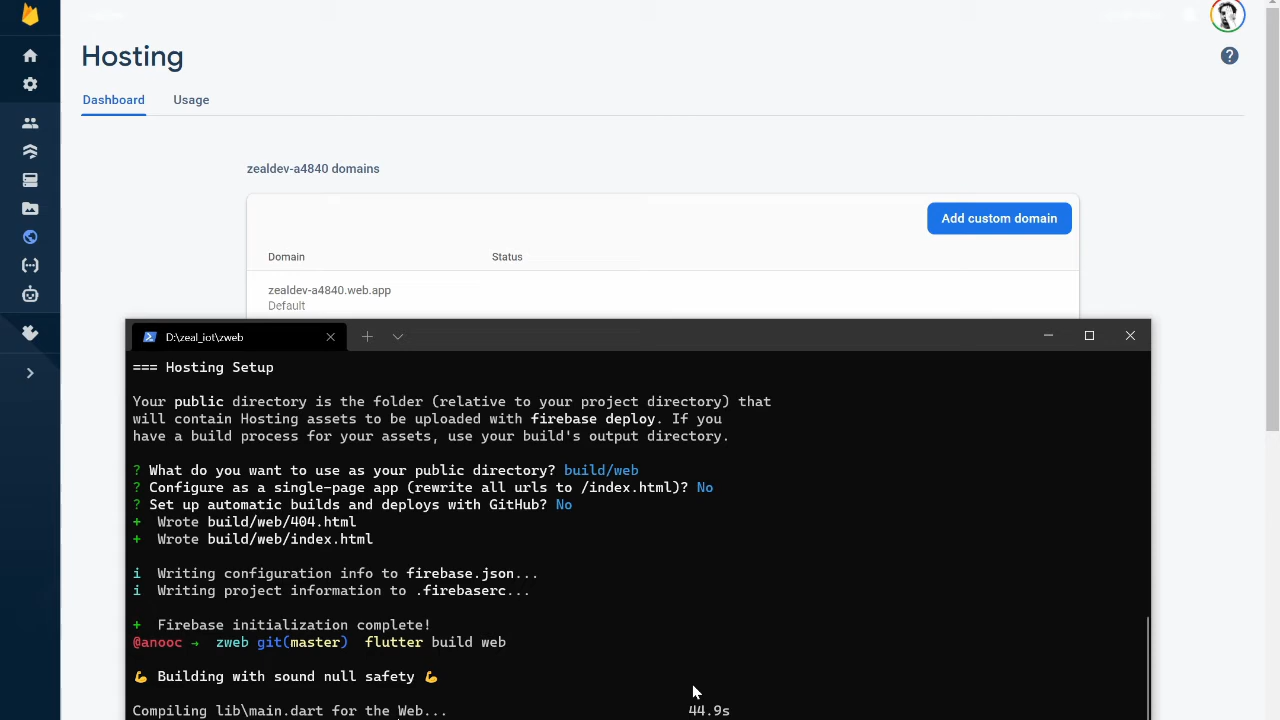 Hosting
Dashboard Usage
zealdev-a4840 domains
Add custom domain
Domain Status
zealdev-a4840.web.app
Default
D:\zeal_iot\zweb
=== Hosting Setup
Your public directory is the folder (relative to your project directory) that
will contain Hosting assets to be uploaded with firebase deploy. If you
have a build process for your assets, use your build's output directory.
? What do you want to use as your public directory? build/web
? Configure as a single-page app (rewrite all urls to /index.html)? No
? Set up automatic builds and deploys with GitHub? No
+ Wrote build/web/404.html
+ Wrote build/web/index.html
i Writing configuration info to firebase.json...
i Writing project information to .firebaserc...
+ Firebase initialization complete!
@anooc → zweb git(master) flutter build web
💪 Building with sound null safety 💪
Compiling lib\main.dart for the Web... 44.9s